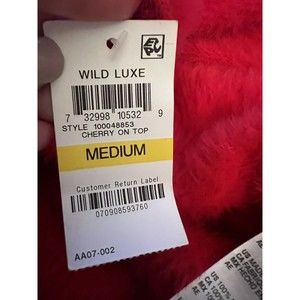 WILD LUXE
7 32998 10532 9
STYLE 100048853
CHERRY ON TOP
MEDIUM
Customer Return Label
070908593760
AA07-002